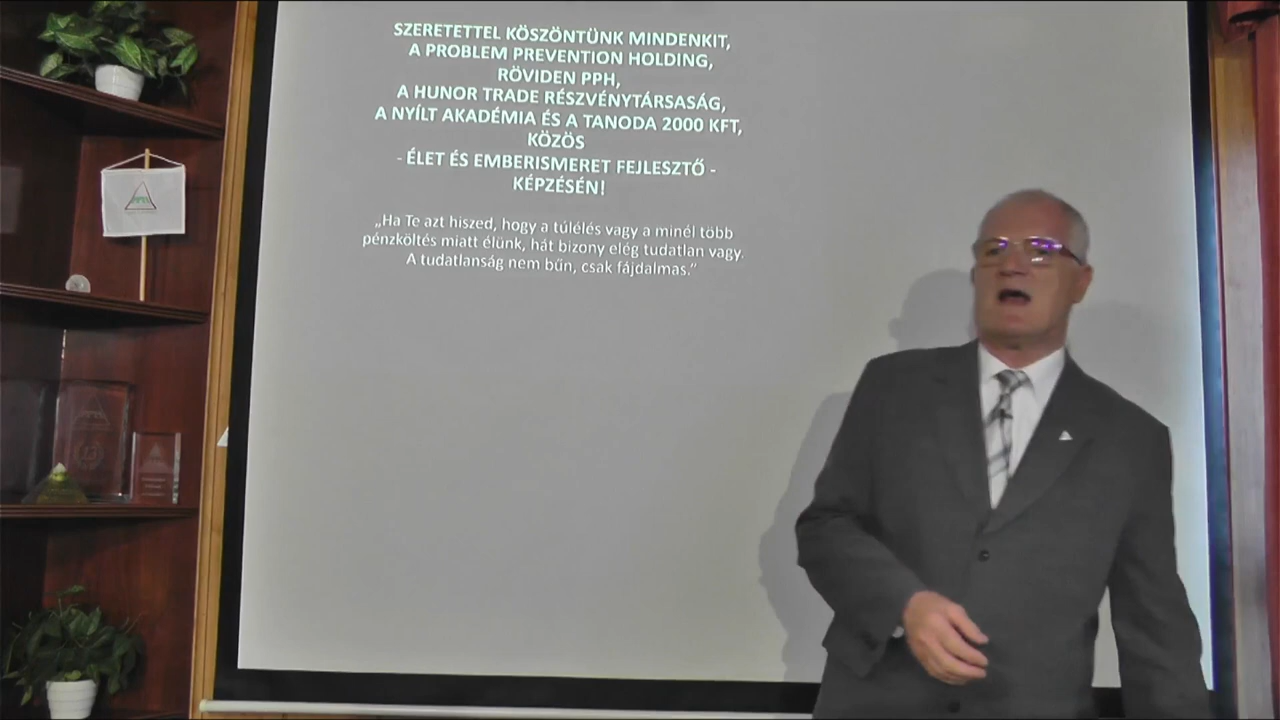 SZERETETTEL KÖSZÖNTÜNK MINDENKIT,
A PROBLEM PREVENTION HOLDING,
RÖVIDEN PPH,
A HUNOR TRADE RÉSZVÉNYTÁRSASÁG,
A NYÍLT AKADÉMIA ÉS A TANODA 2000 KFT,
KÖZÖS
- ÉLET ÉS EMBERISMERET FEJLESZTŐ -
KÉPZÉSÉN!
„Ha Te azt hiszed, hogy a túlélés vagy a minél több
pénzköltés miatt élünk, hát bizony elég tudatlan vagy.
A tudatlanság nem bűn, csak fájdalmas.”